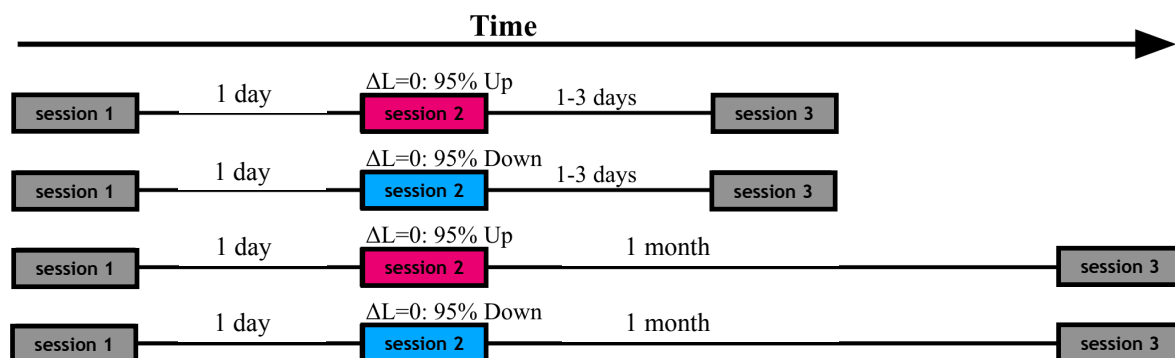 Time
ΔL=0: 95% Up
session 1 1 day session 2 1-3 days session 3
ΔL=0: 95% Down
session 1 1 day session 2 1-3 days session 3
ΔL=0: 95% Up
session 1 1 day session 2 1 month session 3
ΔL=0: 95% Down
session 1 1 day session 2 1 month session 3